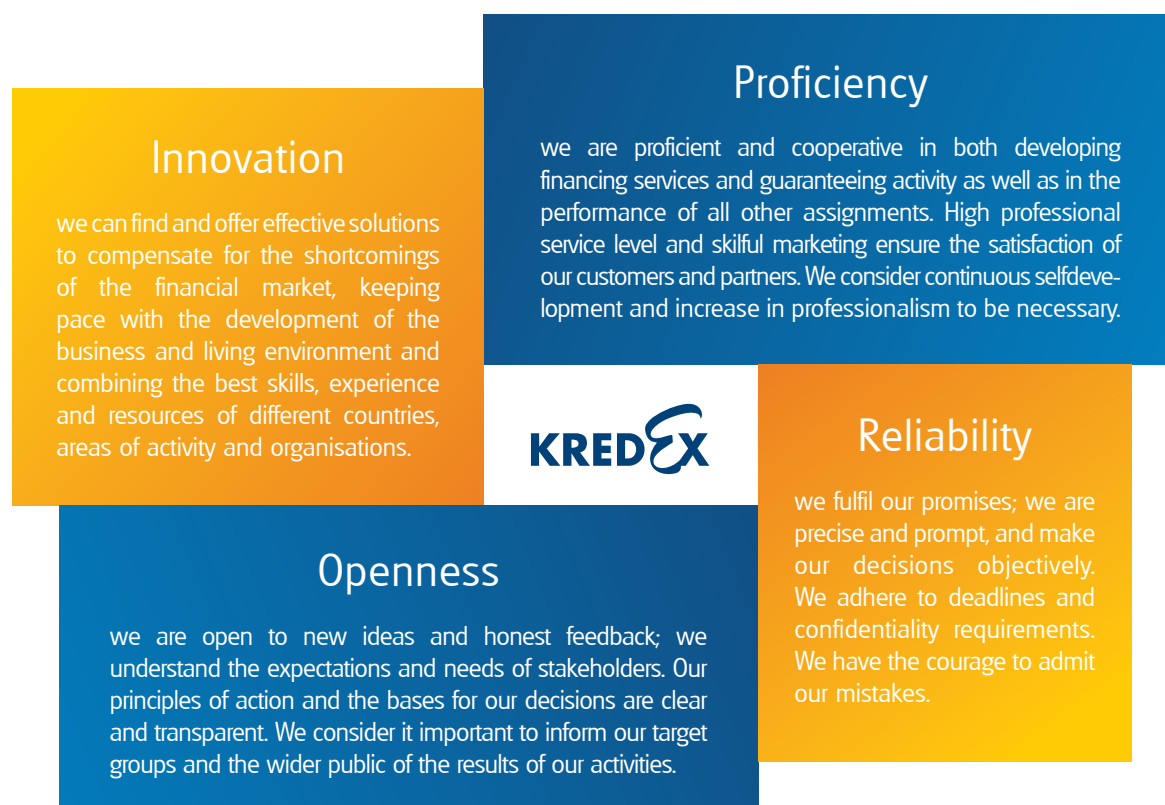 Proficiency
we are proficient and cooperative in both developing
financing services and guaranteeing activity as well as in the
performance of all other assignments. High professional
service level and skilful marketing ensure the satisfaction of
our customers and partners. We consider continuous selfdeve-
lopment and increase in professionalism to be necessary.
Innovation
we can find and offer effective solutions
to compensate for the shortcomings
of the financial market, keeping
pace with the development of the
business and living environment and
combining the best skills, experience
and resources of different countries,
areas of activity and organisations.
KREDEX
Reliability
we fulfil our promises; we are
precise and prompt, and make
our decisions objectively.
We adhere to deadlines and
confidentiality requirements.
We have the courage to admit
our mistakes.
Openness
we are open to new ideas and honest feedback; we
understand the expectations and needs of stakeholders. Our
principles of action and the bases for our decisions are clear
and transparent. We consider it important to inform our target
groups and the wider public of the results of our activities.